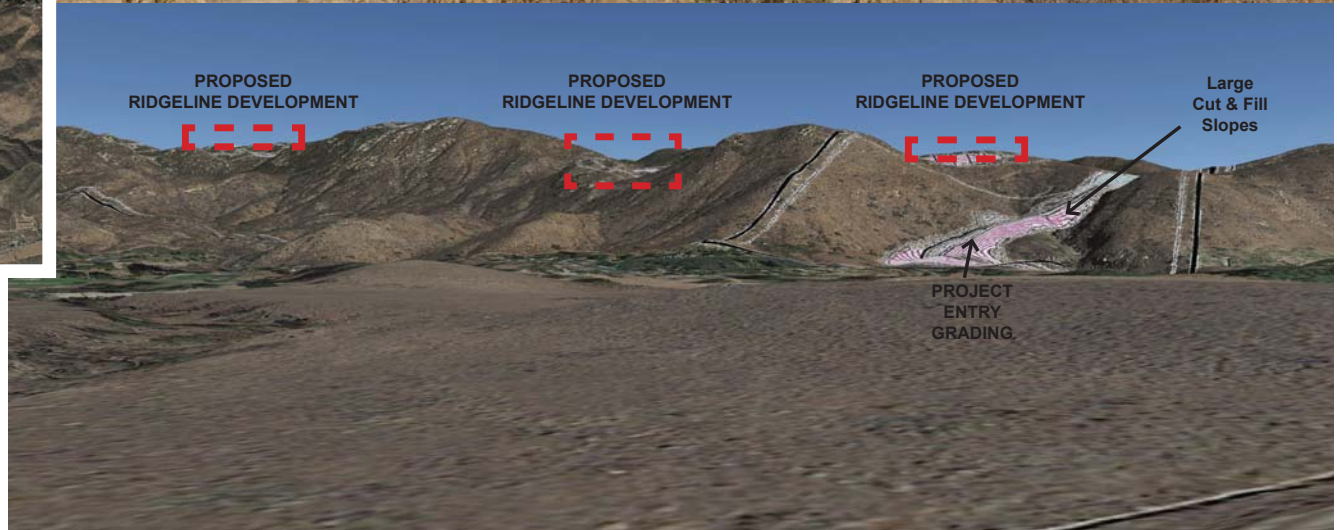 PROPOSED
RIDGELINE DEVELOPMENT
PROPOSED
RIDGELINE DEVELOPMENT
PROPOSED
RIDGELINE DEVELOPMENT
Large
Cut & Fill
Slopes
PROJECT
ENTRY
GRADING